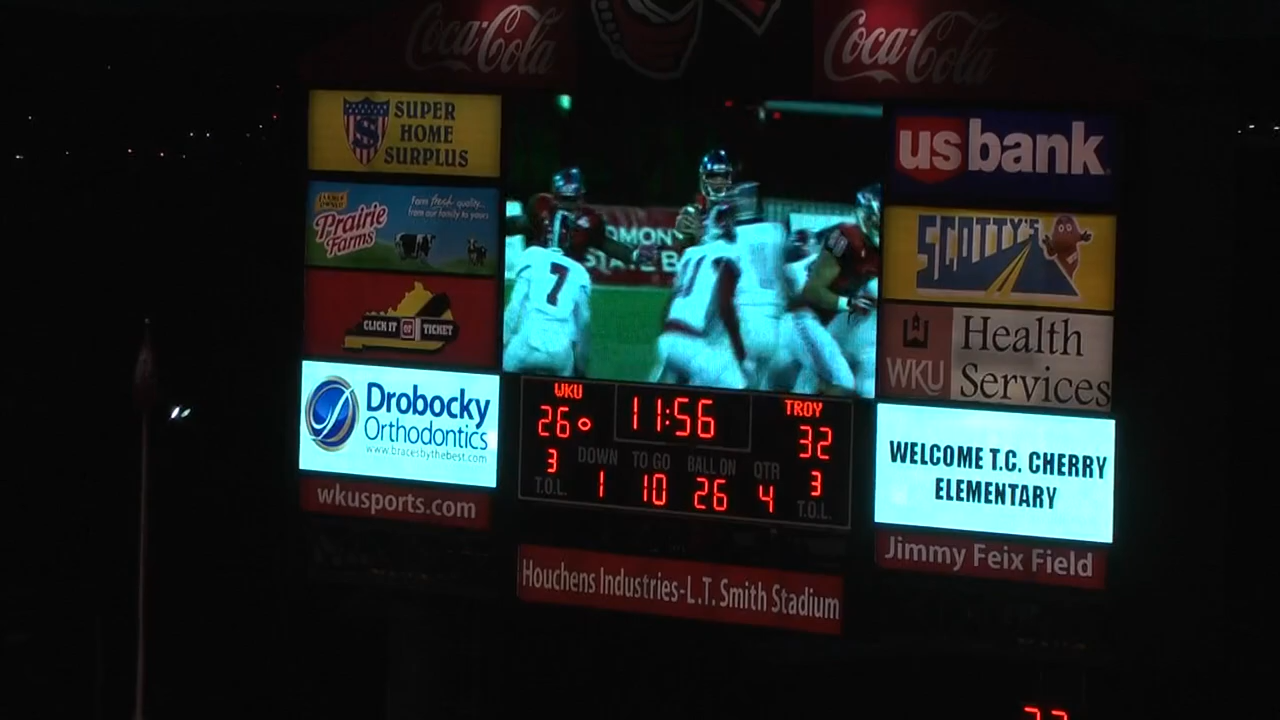 Coca-Cola
Coca-Cola
S
SUPER
HOME
SURPLUS
Prairie
Farms
Farm fresh quality...
from our family to yours
CLICK IT OR TICKET
Drobocky
Orthodontics
www.bracesbythebest.com
wkusports.com
7
STATE B
WKU
26
11:56
TROY
32
3
DOWN
TO GO
BALL ON
QTR
3
T.O.L.
1
10
26
4
T.O.L.
Houchens Industries-L.T. Smith Stadium
usbank
SCOTTY'S
WKU
Health
Services
WELCOME T.C. CHERRY
ELEMENTARY
Jimmy Feix Field